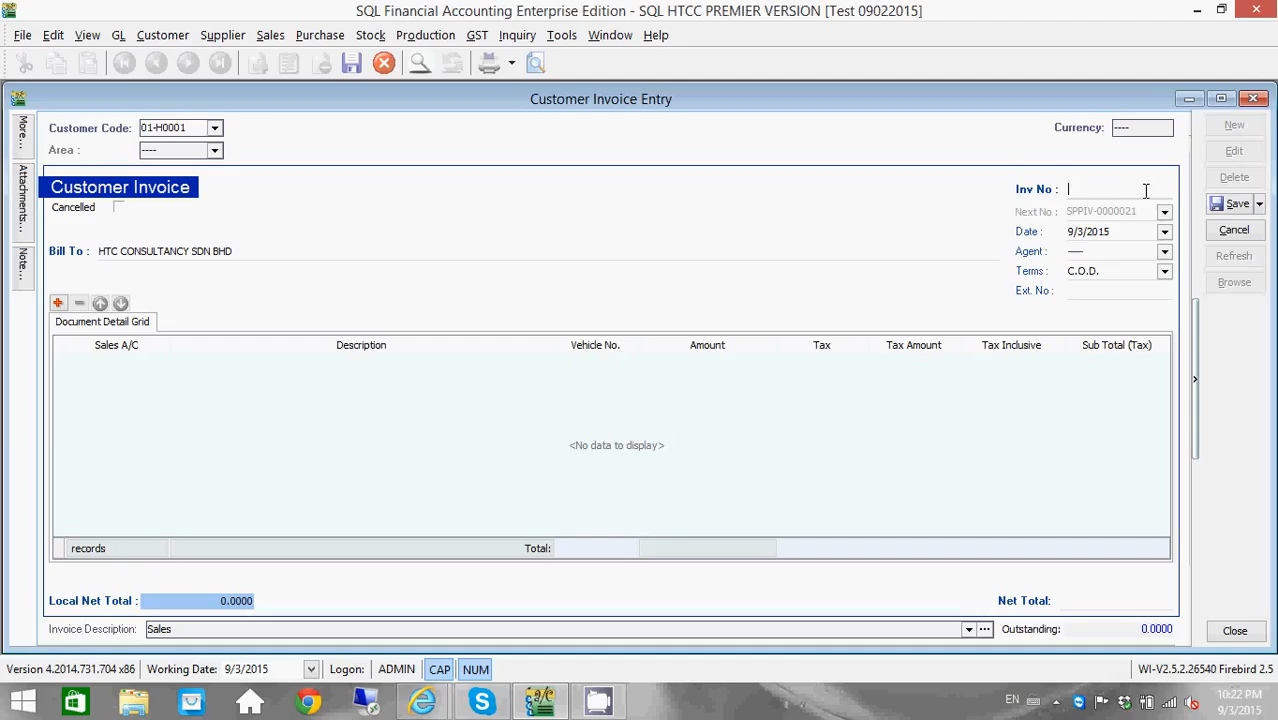 SQL Financial Accounting Enterprise Edition - SQL HTCC PREMIER VERSION [Test 09022015]
File Edit View GL Customer Supplier Sales Purchase Stock Production GST Inquiry Tools Window Help
Customer Invoice Entry
More...
Attachments...
Note...
Customer Code: 01-H0001
Currency: ----
Area : ----
Customer Invoice
Cancelled
Bill To : HTC CONSULTANCY SDN BHD
Inv No :
Next No : SPPIV-0000021
Date : 9/3/2015
Agent : ----
Terms : C.O.D.
Ext. No :
New
Edit
Delete
Save
Cancel
Refresh
Browse
Document Detail Grid
Sales A/C Description Vehicle No. Amount Tax Tax Amount Tax Inclusive Sub Total (Tax)
<No data to display>
records Total:
Local Net Total : 0.0000
Net Total:
Invoice Description: Sales
Outstanding: 0.0000
Close
Version 4.2014.731.704 x86 Working Date: 9/3/2015 Logon: ADMIN CAP NUM WI-V2.5.2.26540 Firebird 2.5
EN
10:22 PM
9/3/2015